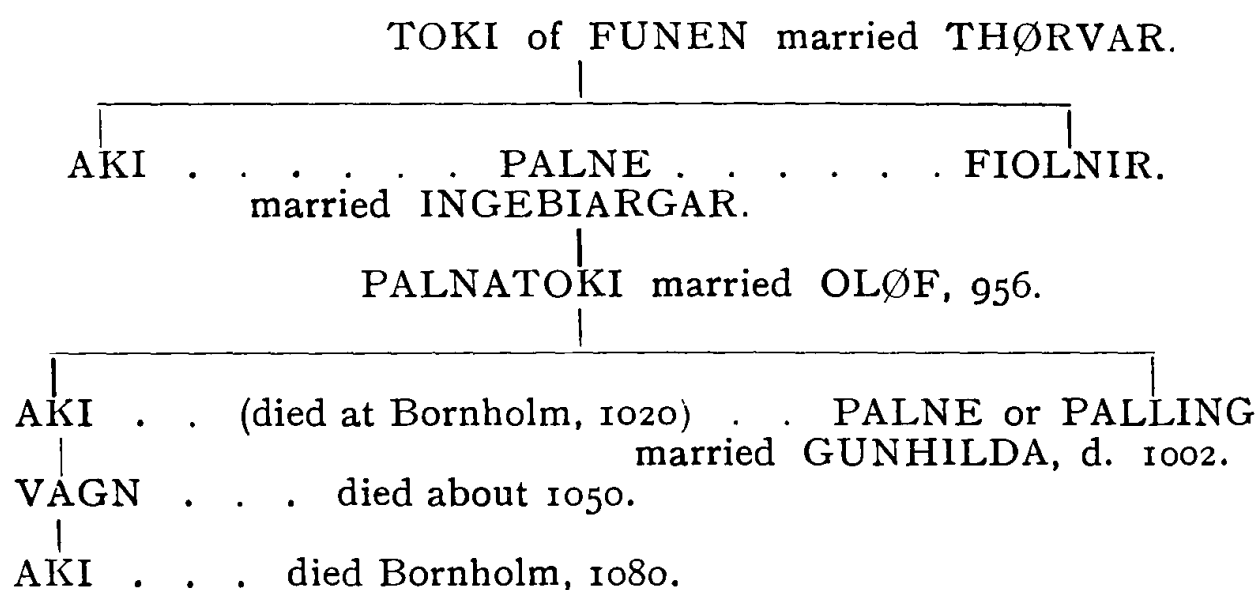 TOKI of FUNEN married THØRVAR.
AKI . . . . . . PALNE . . . . . . FIOLNIR.
married INGEBIARGAR.
PALNATOKI married OLØF, 956.
AKI . . (died at Bornholm, 1020) . . PALNE or PALLING
married GUNHILDA, d. 1002.
VAGN . . . died about 1050.
AKI . . . died Bornholm, 1080.